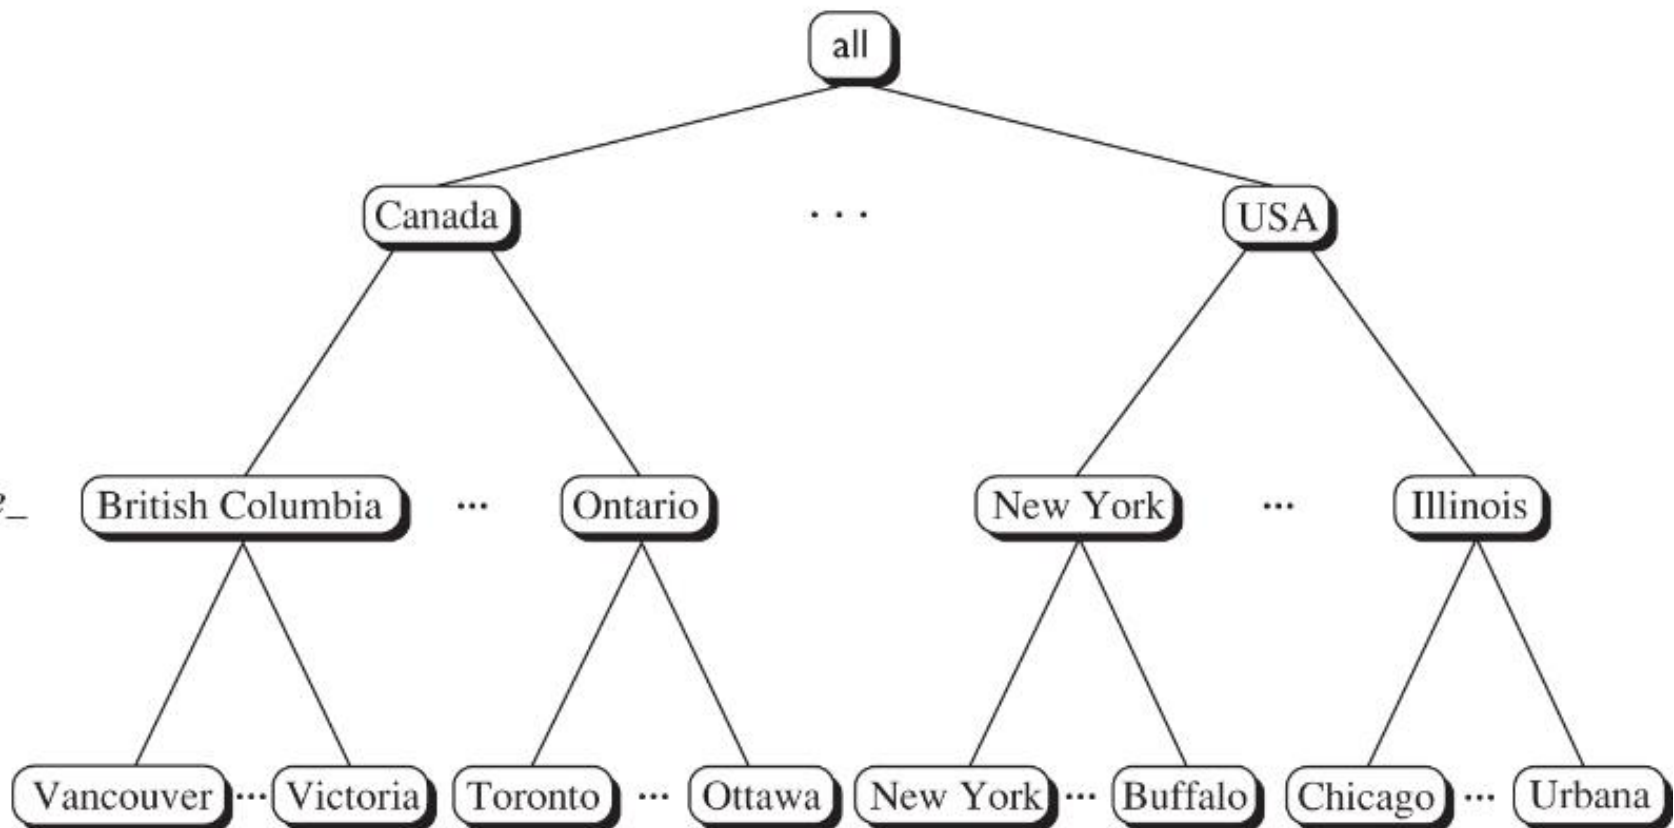 all
Canada ... USA
British Columbia ... Ontario New York ... Illinois
Vancouver ... Victoria Toronto ... Ottawa New York ... Buffalo Chicago ... Urbana